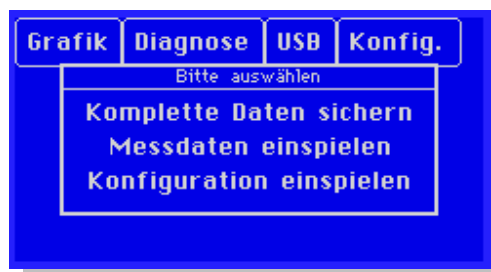 Grafik Diagnose USB Konfig.
Bitte auswählen
Komplette Daten sichern
Messdaten einspielen
Konfiguration einspielen